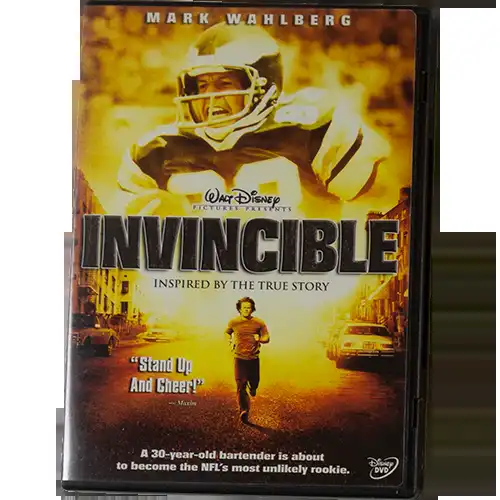 MARK WAHLBERG
WALT DISNEY
PICTURES PRESENTS
INVINCIBLE
INSPIRED BY THE TRUE STORY
"STAND UP
AND CHEER!"
— Maxim
A 30-year-old bartender is about
to become the NFL's most unlikely rookie.
Disney
DVD